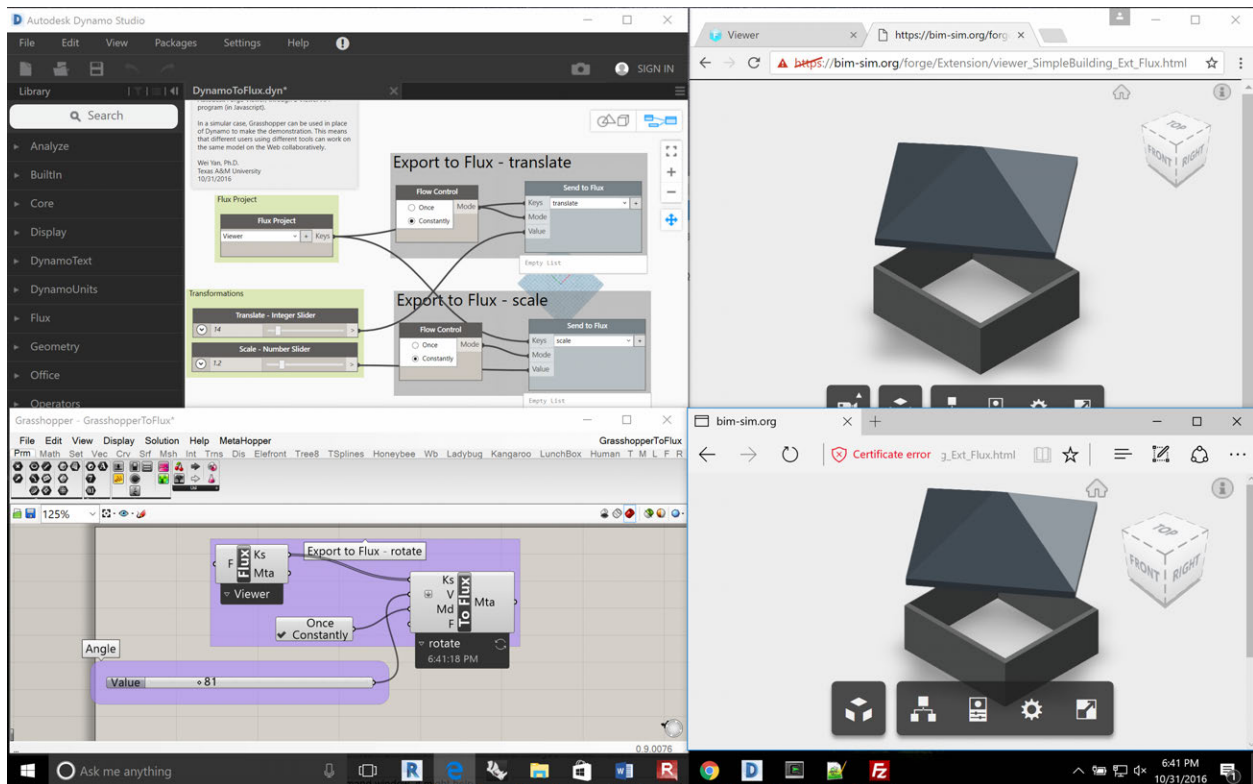 Autodesk Dynamo Studio
File Edit View Packages Settings Help
SIGN IN
Library
DynamoToFlux.dyn*
Search
Analyze
BuiltIn
Core
Display
DynamoText
DynamoUnits
Flux
Geometry
Office
Operators
program (in Javascript).
In a simular case, Grasshopper can be used in place
of Dynamo to make the demonstration. This means
that different users using different tools can work on
the same model on the Web collaboratively.
Wei Yan, Ph.D.
Texas A&M University
10/31/2016
Flux Project
Flux Project
Viewer + Keys
Transformations
Translate - Integer Slider
14 >
Scale - Number Slider
1.2 >
Export to Flux - translate
Flow Control
Once Mode
Constantly
Send to Flux
Keys translate +
Mode
Value
Empty List
Export to Flux - scale
Flow Control
Once Mode
Constantly
Send to Flux
Keys scale +
Mode
Value
Empty List
Viewer
https://bim-sim.org/forg
https://bim-sim.org/forge/Extension/viewer_SimpleBuilding_Ext_Flux.html
TOP
FRONT RIGHT
Grasshopper - GrasshopperToFlux*
File Edit View Display Solution Help MetaHopper GrasshopperToFlux
Prm Math Set Vec Crv Srf Msh Int Trns Dis Elefront Tree8 TSplines Honeybee Wb Ladybug Kangaroo LunchBox Human T M L F R
125%
Export to Flux - rotate
F Flux Ks
Mta
Viewer
Once
Constantly
Ks
V
Md
F
To Flux
Mta
rotate
6:41:18 PM
Angle
Value 81
0.9.0076
bim-sim.org
Certificate error g_Ext_Flux.html
TOP
FRONT RIGHT
Ask me anything
6:41 PM
10/31/2016